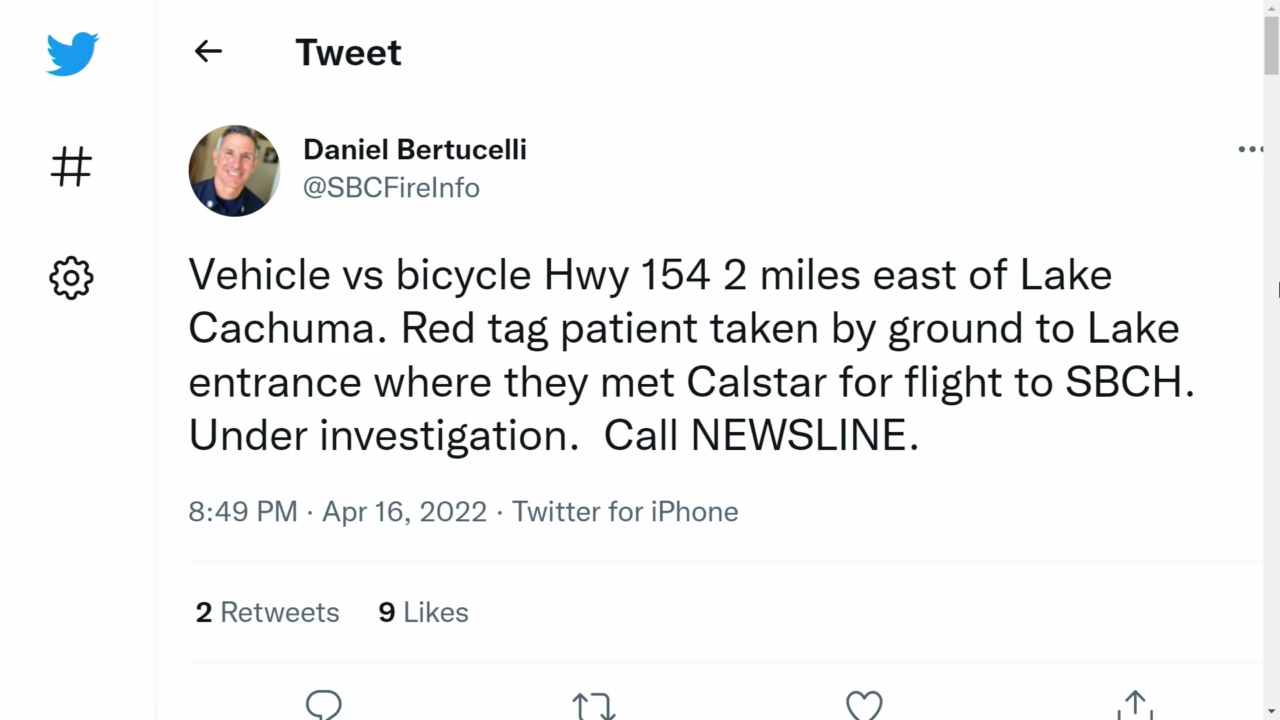 Tweet
Daniel Bertucelli
@SBCFireInfo
Vehicle vs bicycle Hwy 154 2 miles east of Lake
Cachuma. Red tag patient taken by ground to Lake
entrance where they met Calstar for flight to SBCH.
Under investigation.  Call NEWSLINE.
8:49 PM · Apr 16, 2022 · Twitter for iPhone
2 Retweets 9 Likes